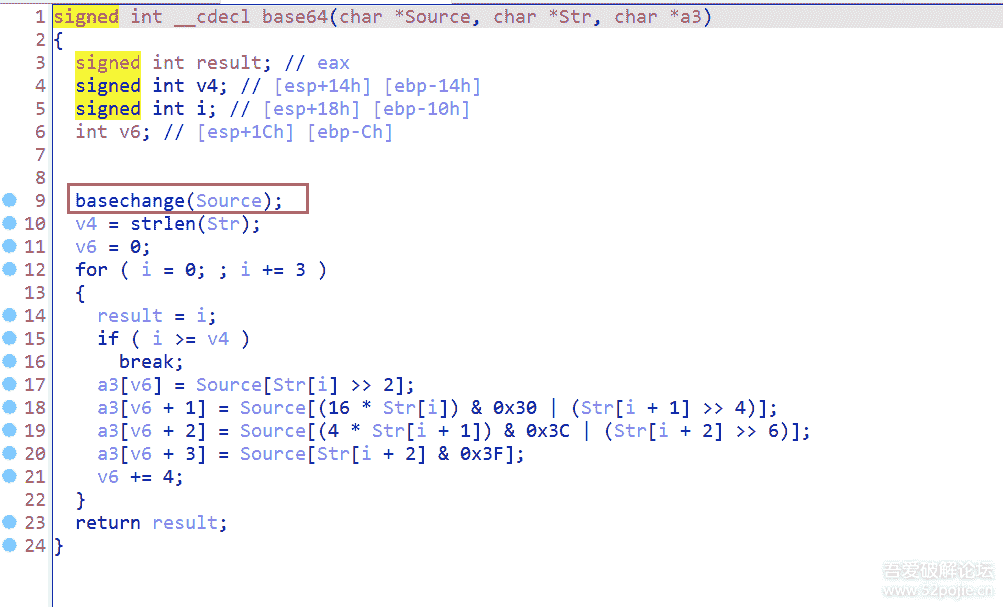 1 signed int __cdecl base64(char *Source, char *Str, char *a3)
2 {
3 signed int result; // eax
4 signed int v4; // [esp+14h] [ebp-14h]
5 signed int i; // [esp+18h] [ebp-10h]
6 int v6; // [esp+1Ch] [ebp-Ch]
7
8
9 basechange(Source);
10 v4 = strlen(Str);
11 v6 = 0;
12 for ( i = 0; ; i += 3 )
13 {
14 result = i;
15 if ( i >= v4 )
16 break;
17 a3[v6] = Source[Str[i] >> 2];
18 a3[v6 + 1] = Source[(16 * Str[i]) & 0x30 | (Str[i + 1] >> 4)];
19 a3[v6 + 2] = Source[(4 * Str[i + 1]) & 0x3C | (Str[i + 2] >> 6)];
20 a3[v6 + 3] = Source[Str[i + 2] & 0x3F];
21 v6 += 4;
22 }
23 return result;
24 }
吾爱破解论坛
www.52pojie.cn